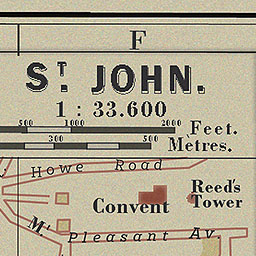 F
ST. JOHN.
1 : 33.600
500 1000 2000
Feet.
300 500
Metres.
Howe Road
Reed's
Convent Tower
Mt Pleasant Av.